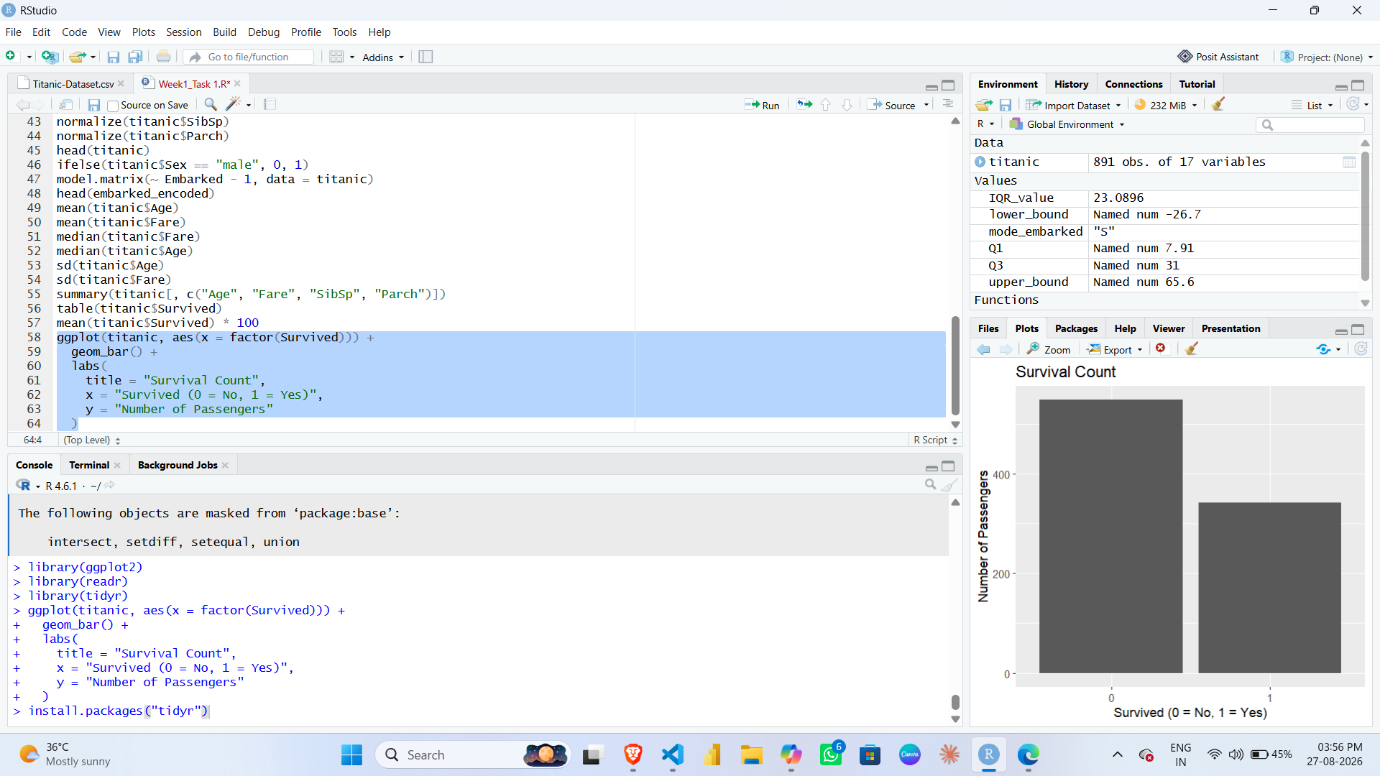 RStudio
File Edit Code View Plots Session Build Debug Profile Tools Help
Go to file/function Addins Posit Assistant Project: (None)
Titanic-Dataset.csv Week1_Task 1.R*
Source on Save Run Source
43 normalize(titanic$SibSp)
44 normalize(titanic$Parch)
45 head(titanic)
46 ifelse(titanic$Sex == "male", 0, 1)
47 model.matrix(~ Embarked - 1, data = titanic)
48 head(embarked_encoded)
49 mean(titanic$Age)
50 mean(titanic$Fare)
51 median(titanic$Fare)
52 median(titanic$Age)
53 sd(titanic$Age)
54 sd(titanic$Fare)
55 summary(titanic[, c("Age", "Fare", "SibSp", "Parch")])
56 table(titanic$Survived)
57 mean(titanic$Survived) * 100
58 ggplot(titanic, aes(x = factor(Survived))) +
59 geom_bar() +
60 labs(
61 title = "Survival Count",
62 x = "Survived (0 = No, 1 = Yes)",
63 y = "Number of Passengers"
64 )
64:4 (Top Level) R Script
Console Terminal Background Jobs
R 4.6.1 · ~/
The following objects are masked from ‘package:base’:
intersect, setdiff, setequal, union
> library(ggplot2)
> library(readr)
> library(tidyr)
> ggplot(titanic, aes(x = factor(Survived))) +
+ geom_bar() +
+ labs(
+ title = "Survival Count",
+ x = "Survived (0 = No, 1 = Yes)",
+ y = "Number of Passengers"
+ )
> install.packages("tidyr")
Environment History Connections Tutorial
Import Dataset 232 MiB List
R Global Environment
Data
titanic 891 obs. of 17 variables
Values
IQR_value 23.0896
lower_bound Named num -26.7
mode_embarked "S"
Q1 Named num 7.91
Q3 Named num 31
upper_bound Named num 65.6
Functions
Files Plots Packages Help Viewer Presentation
Zoom Export
Survival Count
Number of Passengers
400
200
0
0 1
Survived (0 = No, 1 = Yes)
36°C
Mostly sunny
Search
6
ENG
IN
45%
03:56 PM
27-08-2026